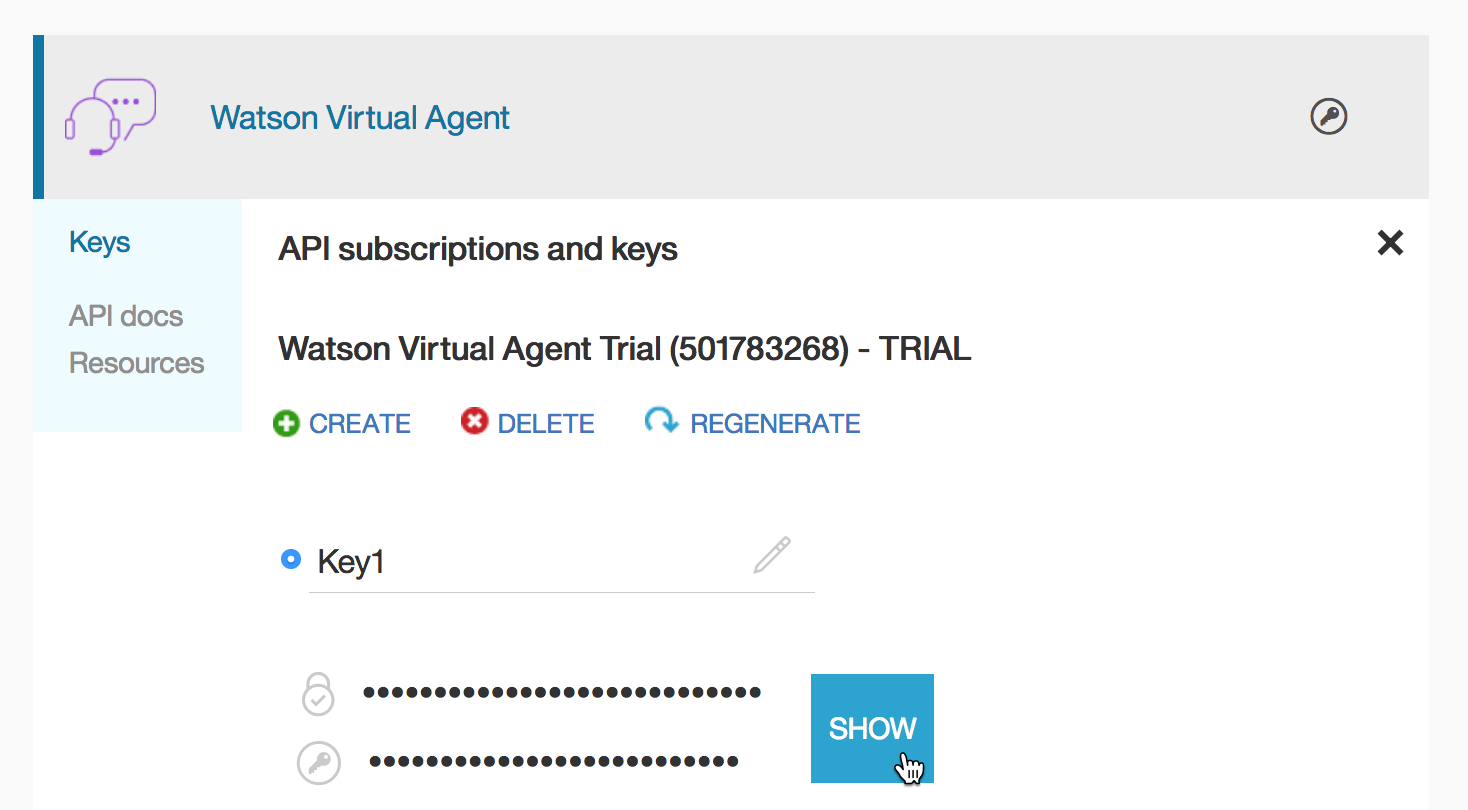 Watson Virtual Agent
Keys
API docs
Resources
API subscriptions and keys
Watson Virtual Agent Trial (501783268) - TRIAL
CREATE DELETE REGENERATE
Key1
••••••••••••••••••••••••••••
SHOW
••••••••••••••••••••••••••